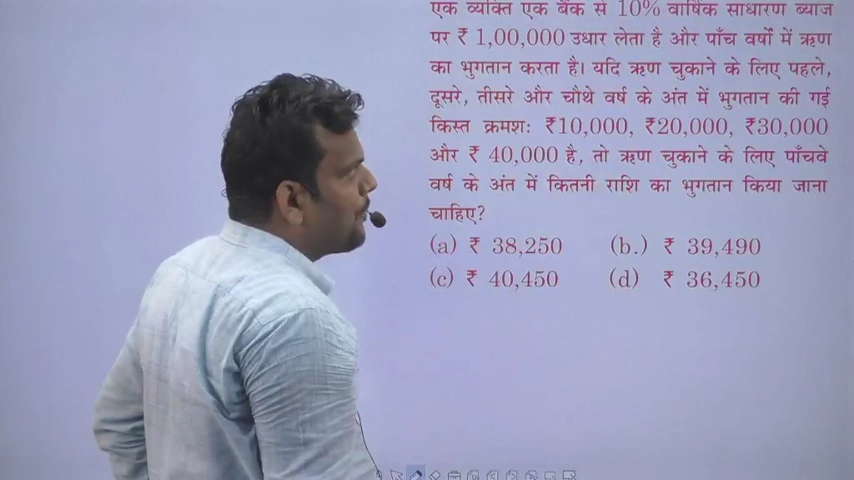 एक व्यक्ति एक बैंक से 10% वार्षिक साधारण ब्याज
पर ₹ 1,00,000 उधार लेता है और पाँच वर्षों में ऋण
का भुगतान करता है। यदि ऋण चुकाने के लिए पहले,
दूसरे, तीसरे और चौथे वर्ष के अंत में भुगतान की गई
किस्त क्रमशः ₹10,000, ₹20,000, ₹30,000
और ₹ 40,000 है, तो ऋण चुकाने के लिए पाँचवे
वर्ष के अंत में कितनी राशि का भुगतान किया जाना
चाहिए?
(a) ₹ 38,250 (b.) ₹ 39,490
(c) ₹ 40,450 (d) ₹ 36,450